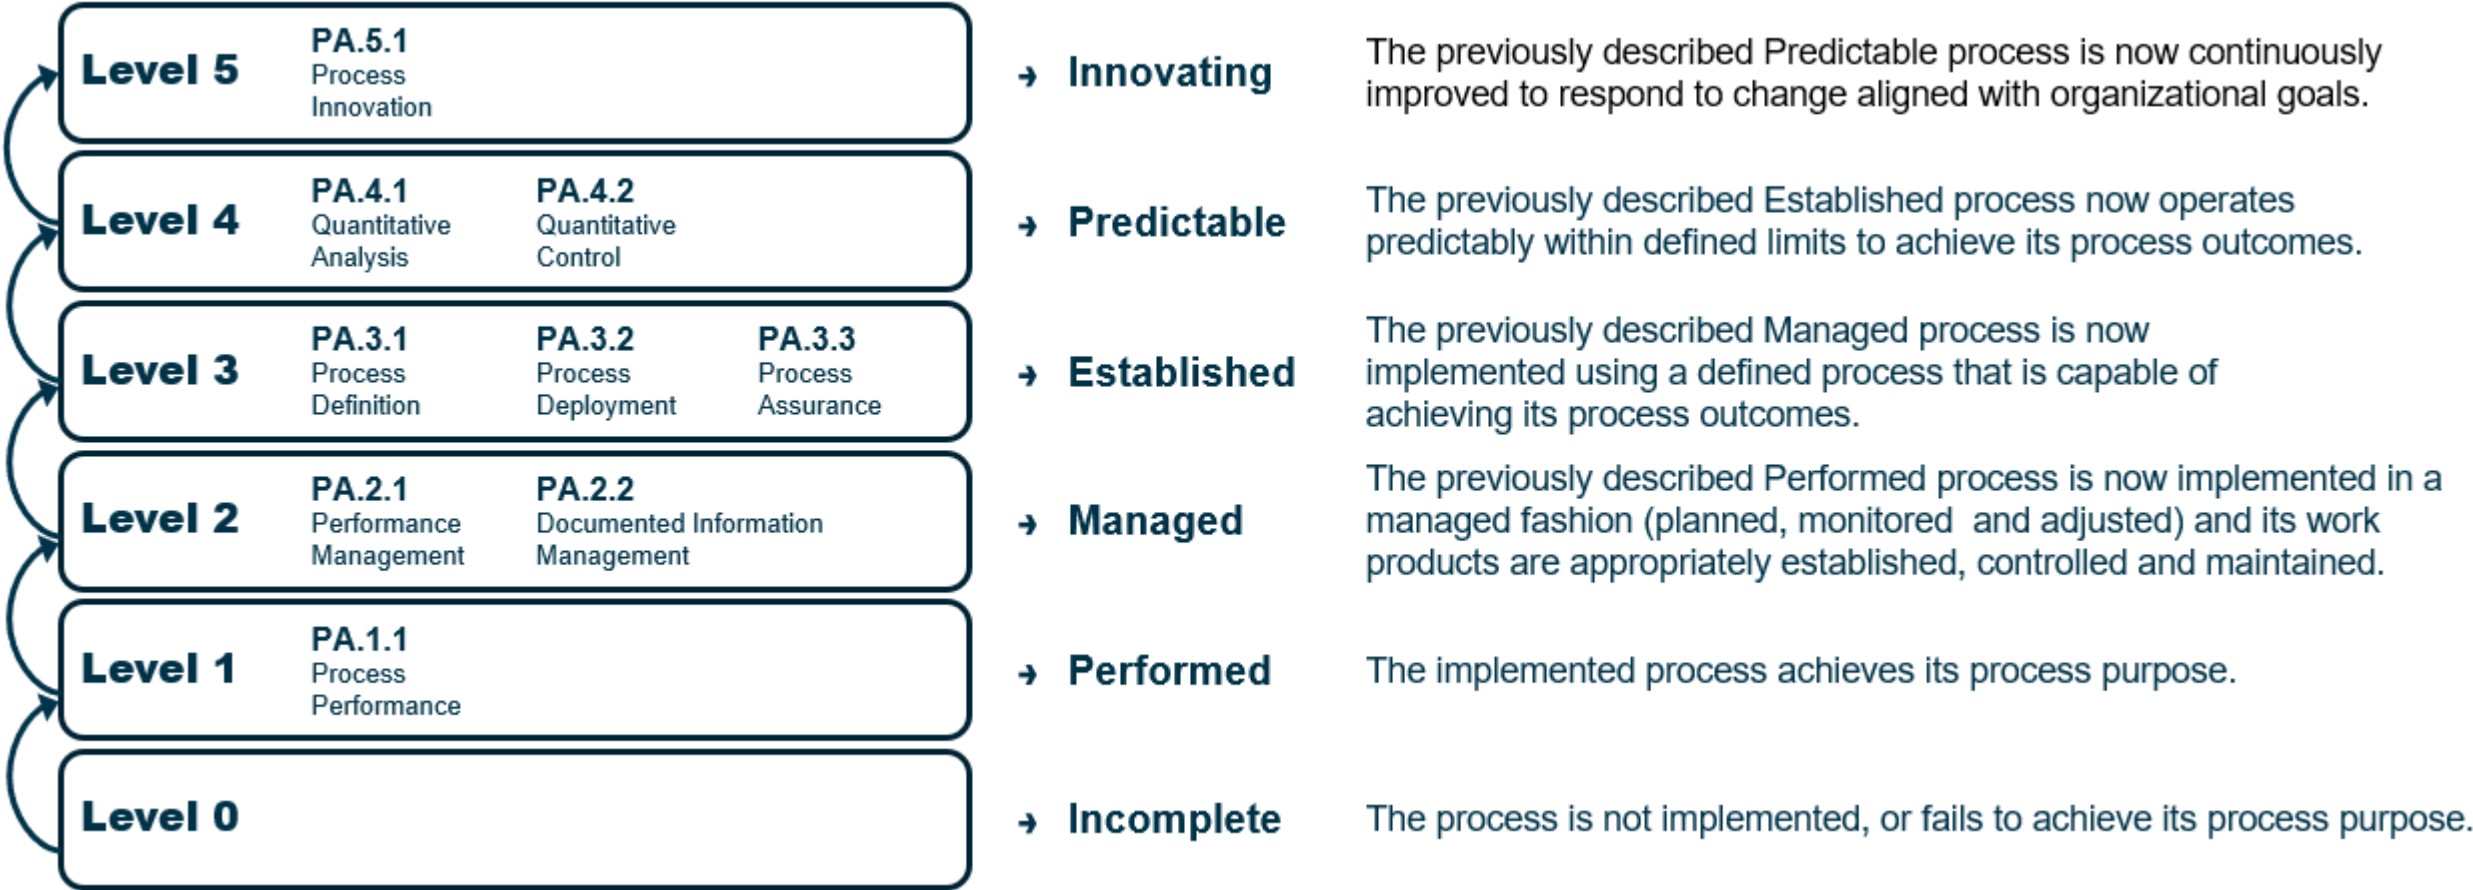 Level 5
PA.5.1
Process
Innovation
→ Innovating
The previously described Predictable process is now continuously
improved to respond to change aligned with organizational goals.
Level 4
PA.4.1
Quantitative
Analysis
PA.4.2
Quantitative
Control
→ Predictable
The previously described Established process now operates
predictably within defined limits to achieve its process outcomes.
Level 3
PA.3.1
Process
Definition
PA.3.2
Process
Deployment
PA.3.3
Process
Assurance
→ Established
The previously described Managed process is now
implemented using a defined process that is capable of
achieving its process outcomes.
Level 2
PA.2.1
Performance
Management
PA.2.2
Documented Information
Management
→ Managed
The previously described Performed process is now implemented in a
managed fashion (planned, monitored  and adjusted) and its work
products are appropriately established, controlled and maintained.
Level 1
PA.1.1
Process
Performance
→ Performed
The implemented process achieves its process purpose.
Level 0
→ Incomplete
The process is not implemented, or fails to achieve its process purpose.